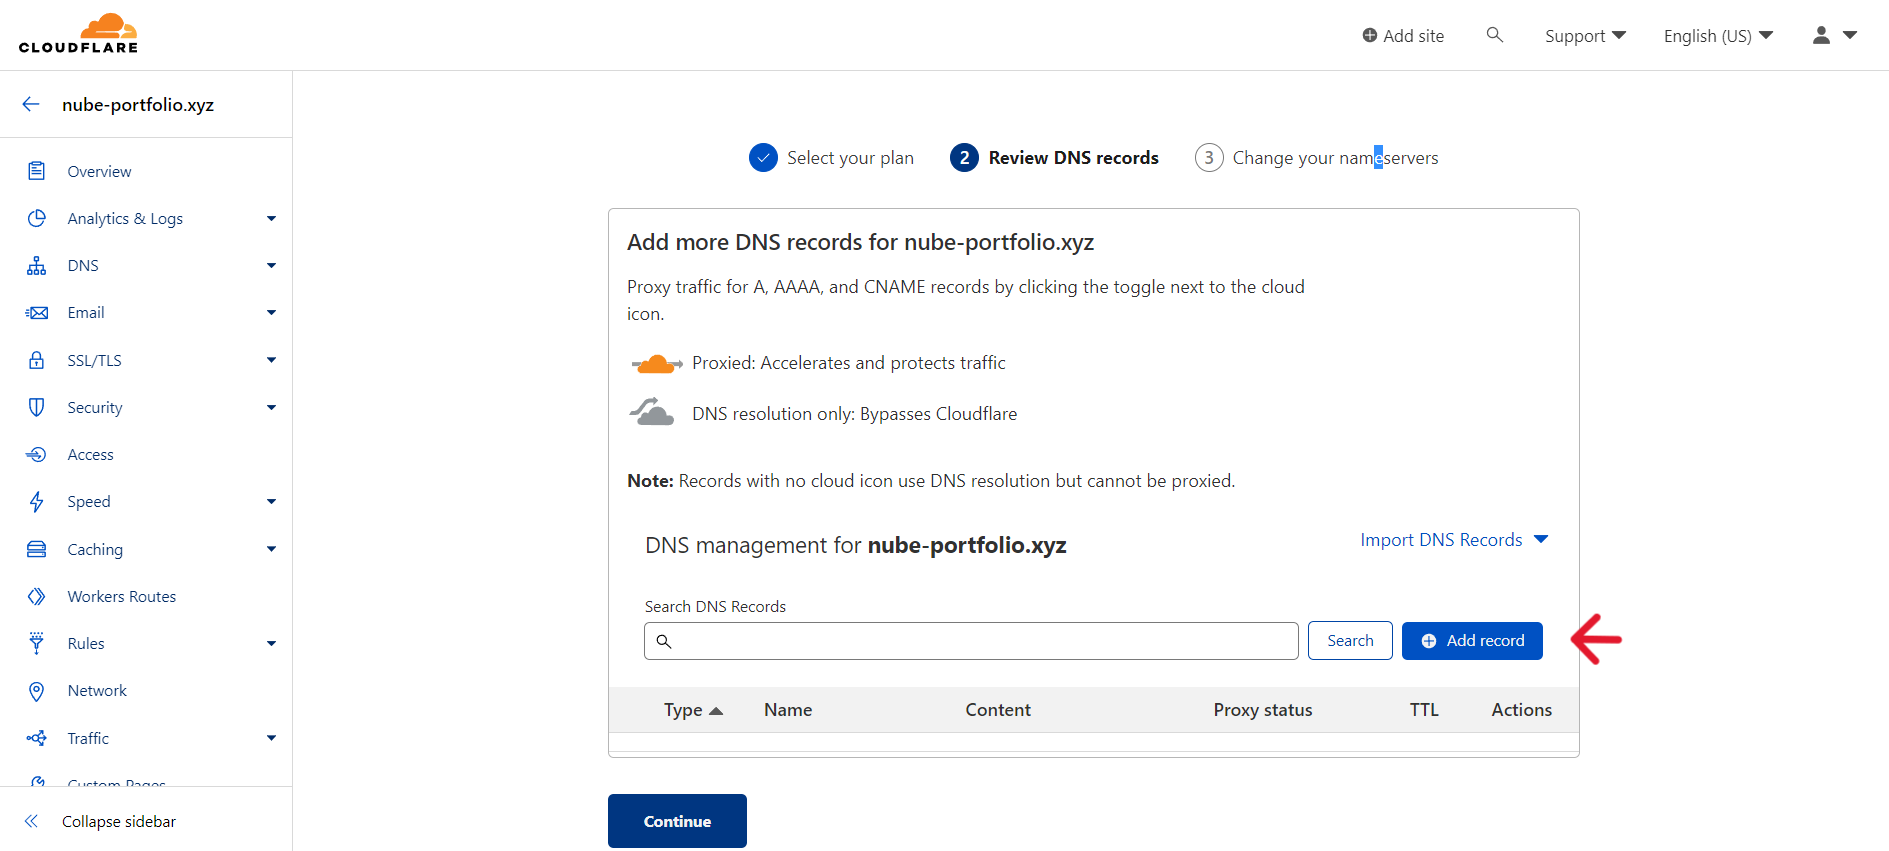 CLOUDFLARE
Add site
Support
English (US)
nube-portfolio.xyz
Overview
Analytics & Logs
DNS
Email
SSL/TLS
Security
Access
Speed
Caching
Workers Routes
Rules
Network
Traffic
Custom Pages
Collapse sidebar
Select your plan
2 Review DNS records
3 Change your nameservers
Add more DNS records for nube-portfolio.xyz
Proxy traffic for A, AAAA, and CNAME records by clicking the toggle next to the cloud
icon.
Proxied: Accelerates and protects traffic
DNS resolution only: Bypasses Cloudflare
Note: Records with no cloud icon use DNS resolution but cannot be proxied.
DNS management for nube-portfolio.xyz
Import DNS Records
Search DNS Records
Search
Add record
Type Name Content Proxy status TTL Actions
Continue